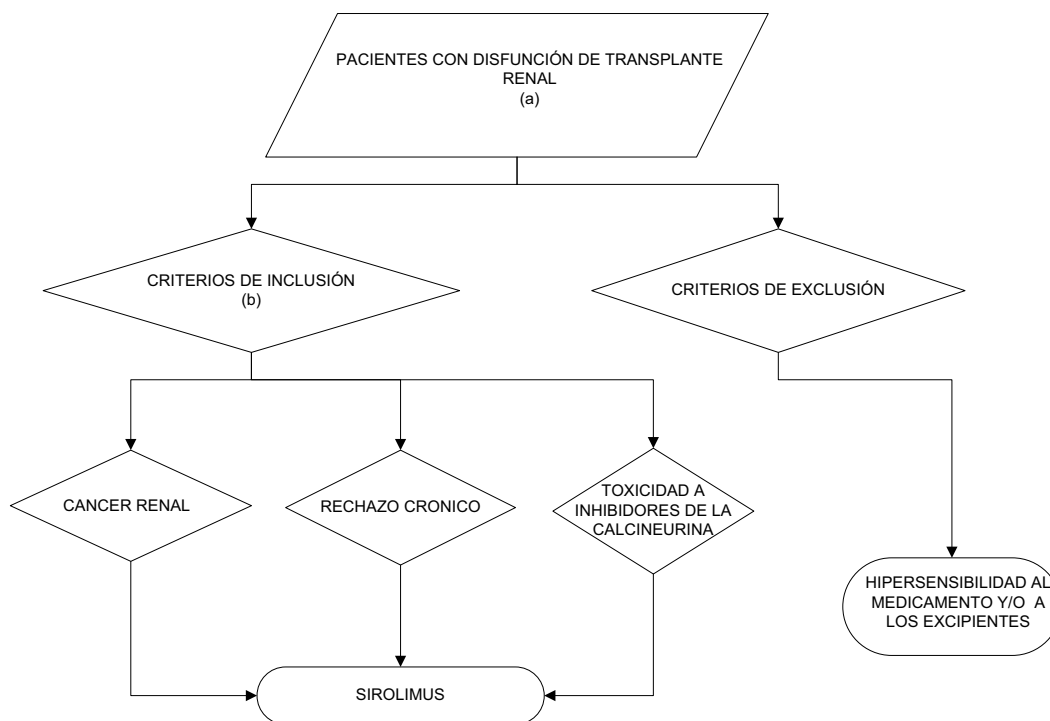 PACIENTES CON DISFUNCIÓN DE TRANSPLANTE
RENAL
(a)
CRITERIOS DE INCLUSIÓN
(b)
CRITERIOS DE EXCLUSIÓN
CANCER RENAL
RECHAZO CRONICO
TOXICIDAD A
INHIBIDORES DE LA
CALCINEURINA
HIPERSENSIBILIDAD AL
MEDICAMENTO Y/O A
LOS EXCIPIENTES
SIROLIMUS